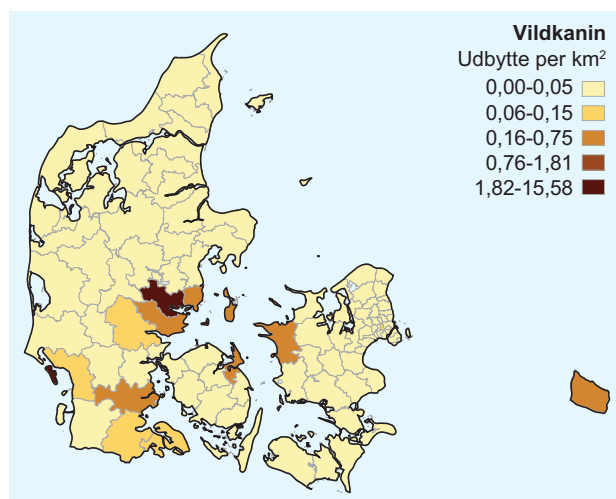 Vildkanin
Udbytte per km²
0,00-0,05
0,06-0,15
0,16-0,75
0,76-1,81
1,82-15,58